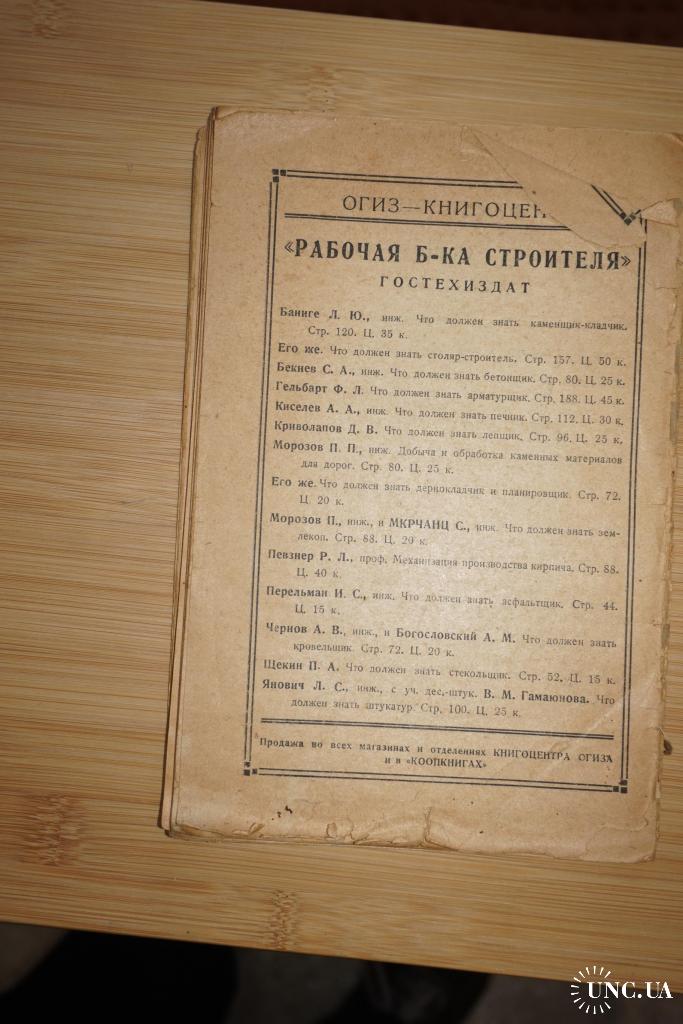 ОГИЗ—КНИГОЦЕН
«РАБОЧАЯ Б-КА СТРОИТЕЛЯ»
ГОСТЕХИЗДАТ
Баниге Л. Ю., инж. Что должен знать каменщик-кладчик.
Стр. 120. Ц. 35 к.
Его же. Что должен знать столяр-строитель. Стр. 157. Ц. 50 к.
Бекнев С. А., инж. Что должен знать бетонщик. Стр. 80. Ц. 25 к.
Гельбарт Ф. Л. Что должен знать арматурщик. Стр. 188. Ц. 45 к.
Киселев А. А., инж. Что должен знать печник. Стр. 112. Ц. 30 к.
Криволапов Д. В. Что должен знать лепщик. Стр. 96. Ц. 25 к.
Морозов П. П., инж. Добыча и обработка каменных материалов
для дорог. Стр. 80. Ц. 25 к.
Его же. Что должен знать дернокладчик и планировщик. Стр. 72.
Ц. 20 к.
Морозов П., инж., и МКРЧАНЦ С., инж. Что должен знать зем-
лекоп. Стр. 88. Ц. 20 к.
Певзнер Р. Л., проф. Механизация производства кирпича. Стр. 88.
Ц. 40 к.
Перельман И. С., инж. Что должен знать асфальтщик. Стр. 44.
Ц. 15 к.
Чернов А. В., инж., и Богословский А. М. Что должен знать
кровельщик. Стр. 72. Ц. 20 к.
Щекин П. А. Что должен знать стекольщик. Стр. 52. Ц. 15 к.
Янович Л. С., инж., с уч. дес.-штук. В. М. Гамаюнова. Что
должен знать штукатур. Стр. 100. Ц. 25 к.
Продажа во всех магазинах и отделениях КНИГОЦЕНТРА ОГИЗА
и в «КООПКНИГАХ»
UNC.UA